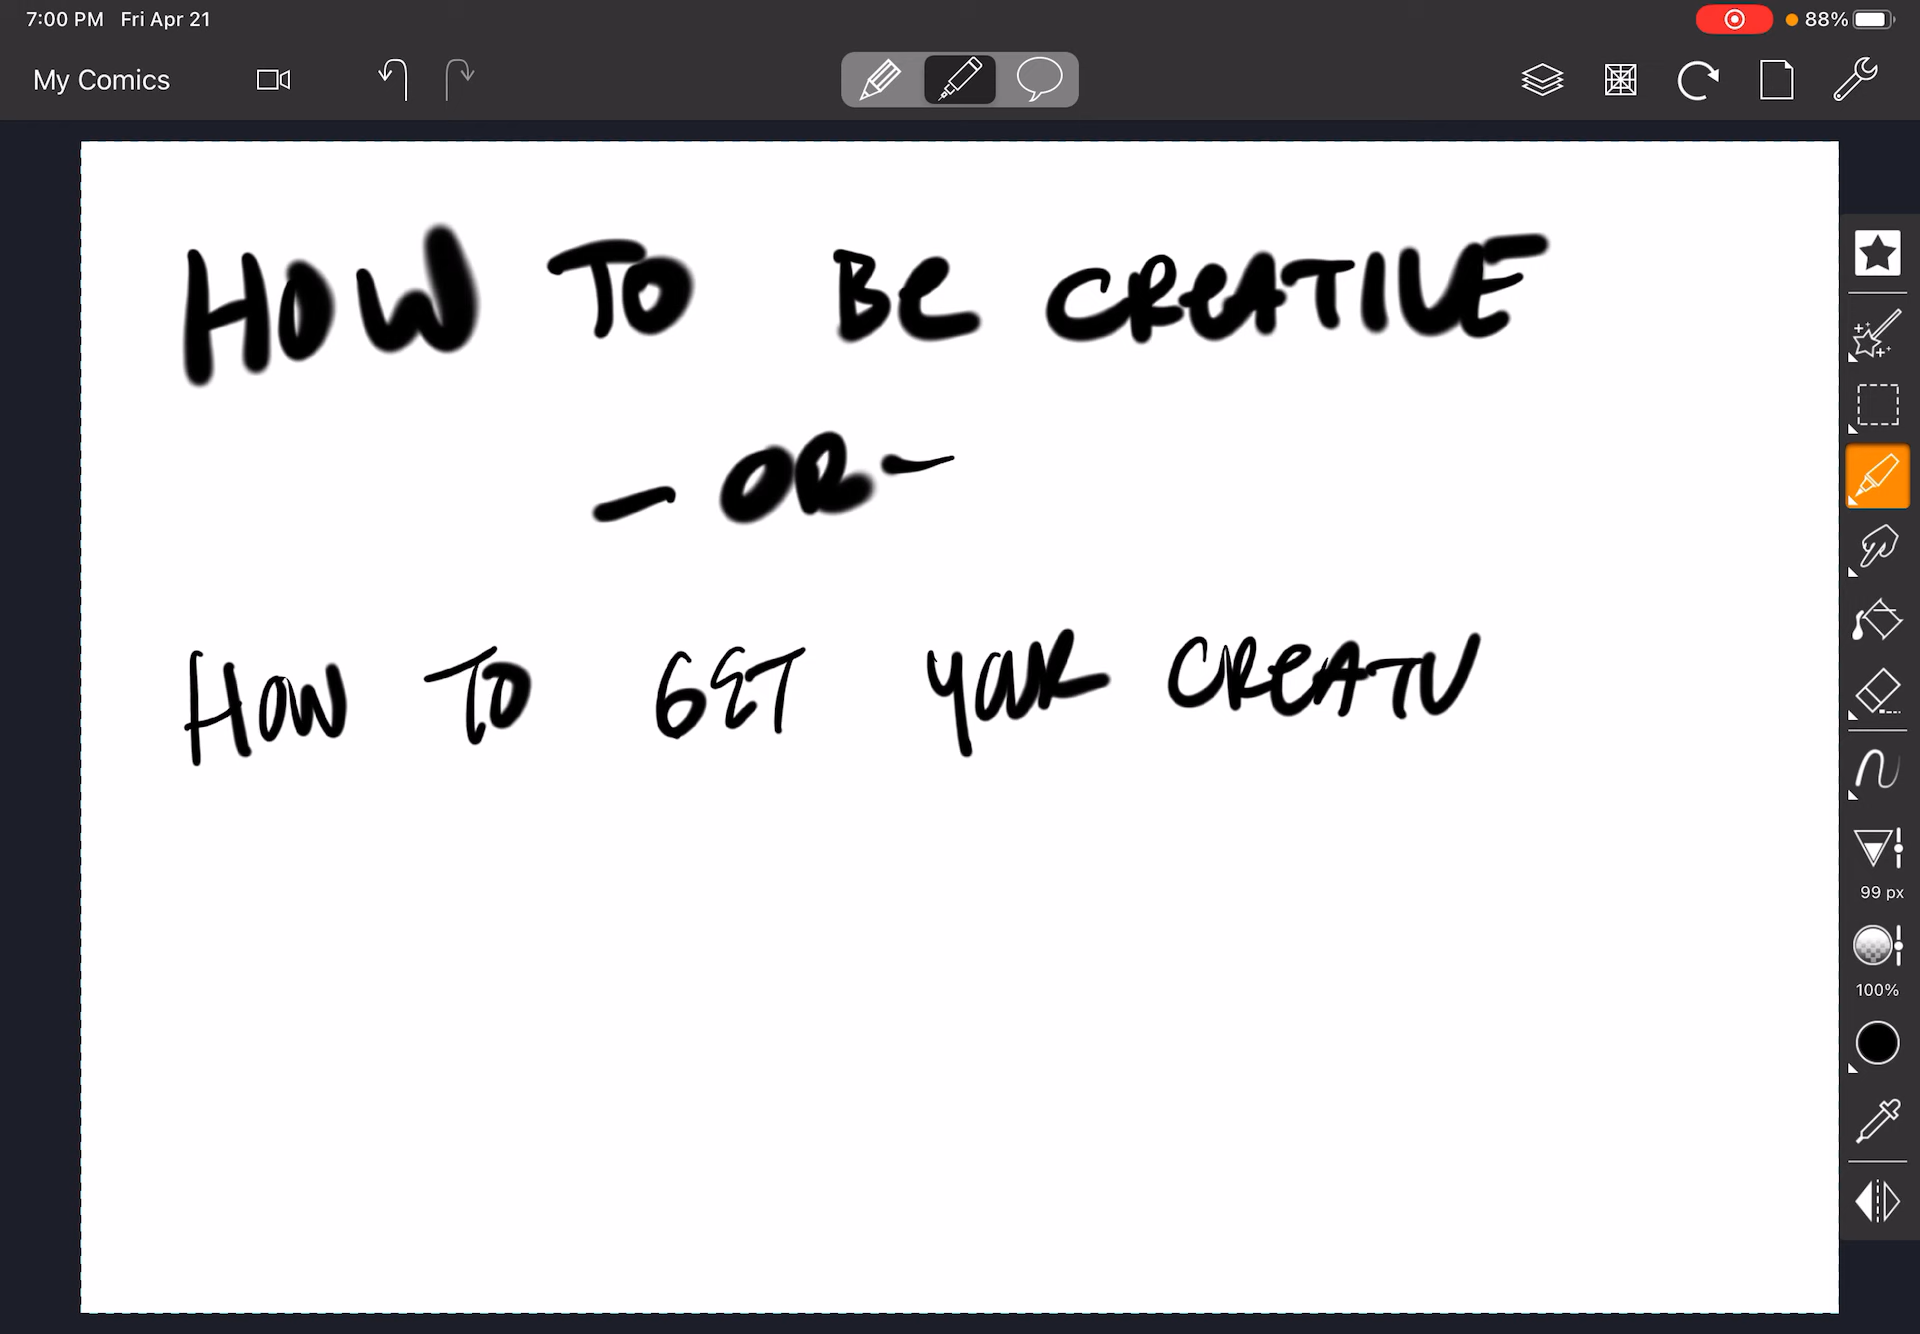 7:00 PM Fri Apr 21
88%
My Comics
HOW TO BE CREATIVE
- OR -
HOW TO GET YOUR CREATU
99 px
100%